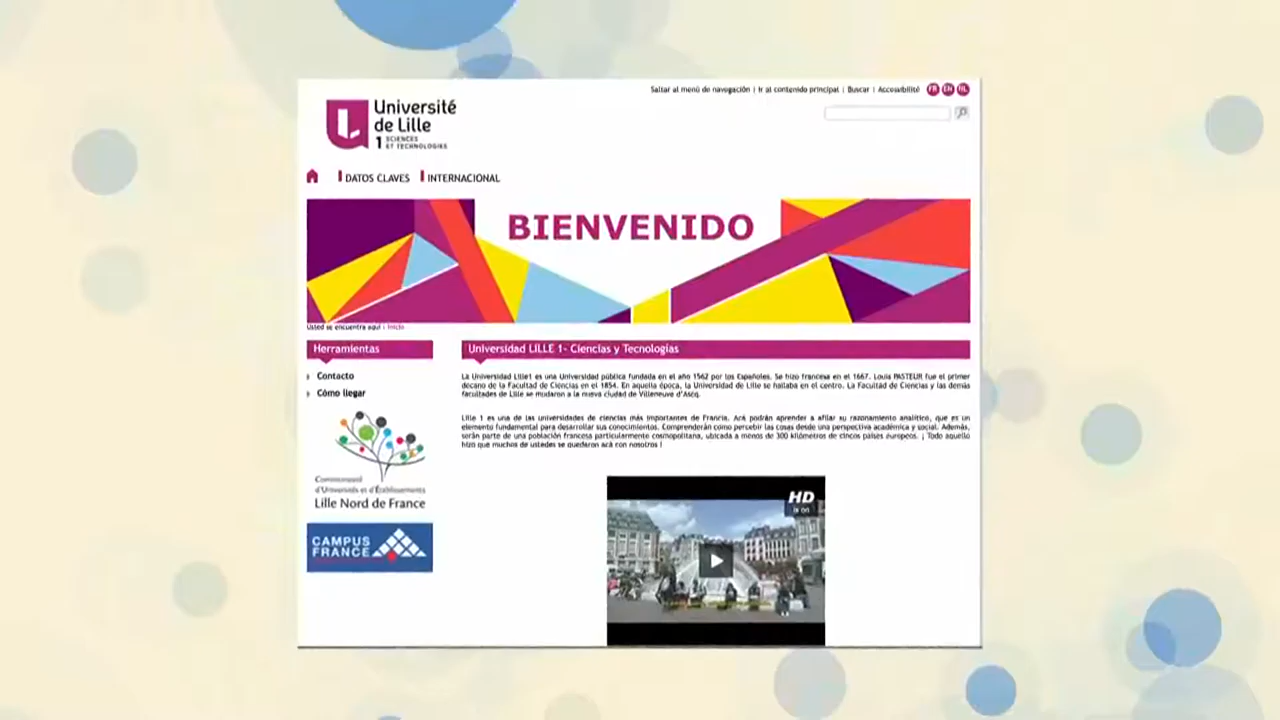 Saltar al menú de navegación | Ir al contenido principal | Buscar | Accessibilité FR EN NL
Université
de Lille
1 SCIENCES
ET TECHNOLOGIES
DATOS CLAVES INTERNACIONAL
BIENVENIDO
Usted se encuentra aquí : Inicio
Herramientas
Contacto
Cómo llegar
Communauté
d'Universités et d'Établissements
Lille Nord de France
CAMPUS
FRANCE
Universidad LILLE 1- Ciencias y Tecnologías
La Universidad Lille1 es una Universidad pública fundada en el año 1562 por los Españoles. Se hizo francesa en el 1667. Louis PASTEUR fue el primer
decano de la Facultad de Ciencias en el 1854. En aquella época, la Universidad de Lille se hallaba en el centro. La Facultad de Ciencias y las demás
facultades de Lille se mudaron a la nueva ciudad de Villeneuve d'Ascq.
Lille 1 es una de las universidades de ciencias más importantes de Francia. Acá podrán aprender a afilar su razonamiento analítico, que es un
elemento fundamental para desarrollar sus conocimientos. Comprenderán cómo percebir las cosas desde una perspectiva académica y social. Además,
serán parte de una población francesa particularmente cosmopolitana, ubicada a menos de 300 kilómetros de cincos países europeos. ¡ Todo aquello
hizo que muchos de ustedes se quedaron acá con nosotros !
HD
is on